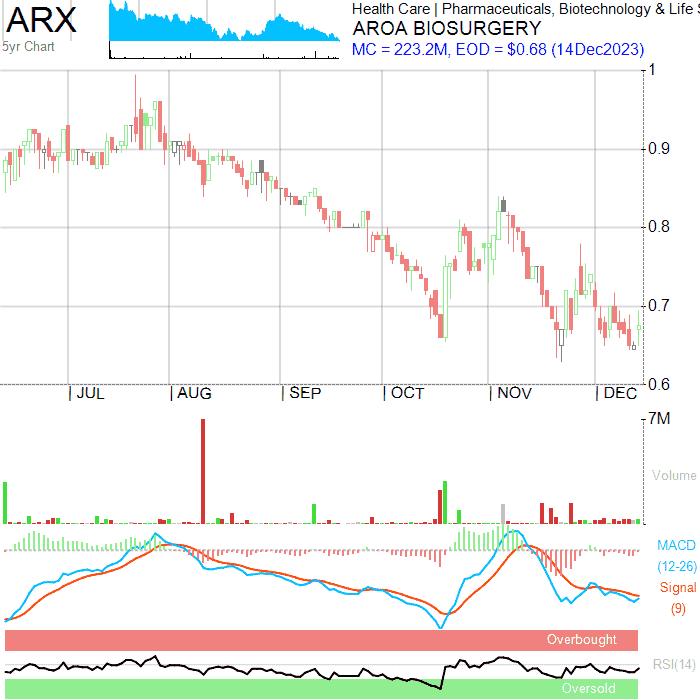 ARX
5yr Chart
Health Care | Pharmaceuticals, Biotechnology & Life S
AROA BIOSURGERY
MC = 223.2M, EOD = $0.68 (14Dec2023)
1
0.9
0.8
0.7
0.6
JUL AUG SEP OCT NOV DEC
7M
Volume
MACD
(12-26)
Signal
(9)
Overbought
RSI(14)
Oversold